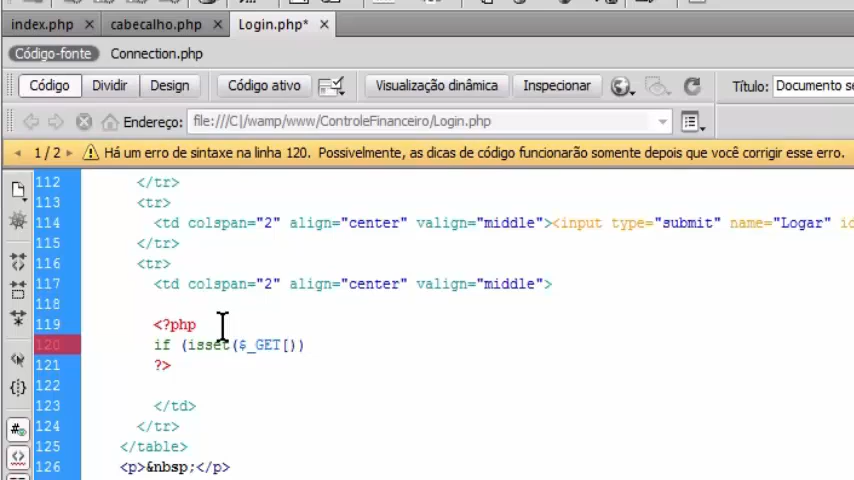 index.php × cabecalho.php × Login.php* ×
Código-fonte Connection.php
Código Dividir Design Código ativo Visualização dinâmica Inspecionar Título: Documento se
Endereço: file:///C|/wamp/www/ControleFinanceiro/Login.php
1 / 2 Há um erro de sintaxe na linha 120. Possivelmente, as dicas de código funcionarão somente depois que você corrigir esse erro.
112 </tr>
113 <tr>
114 <td colspan="2" align="center" valign="middle"><input type="submit" name="Logar" id
115 </tr>
116 <tr>
117 <td colspan="2" align="center" valign="middle">
118
119 <?php
120 if (isset($_GET[))
121 ?>
122
123 </td>
124 </tr>
125 </table>
126 <p>&nbsp;</p>